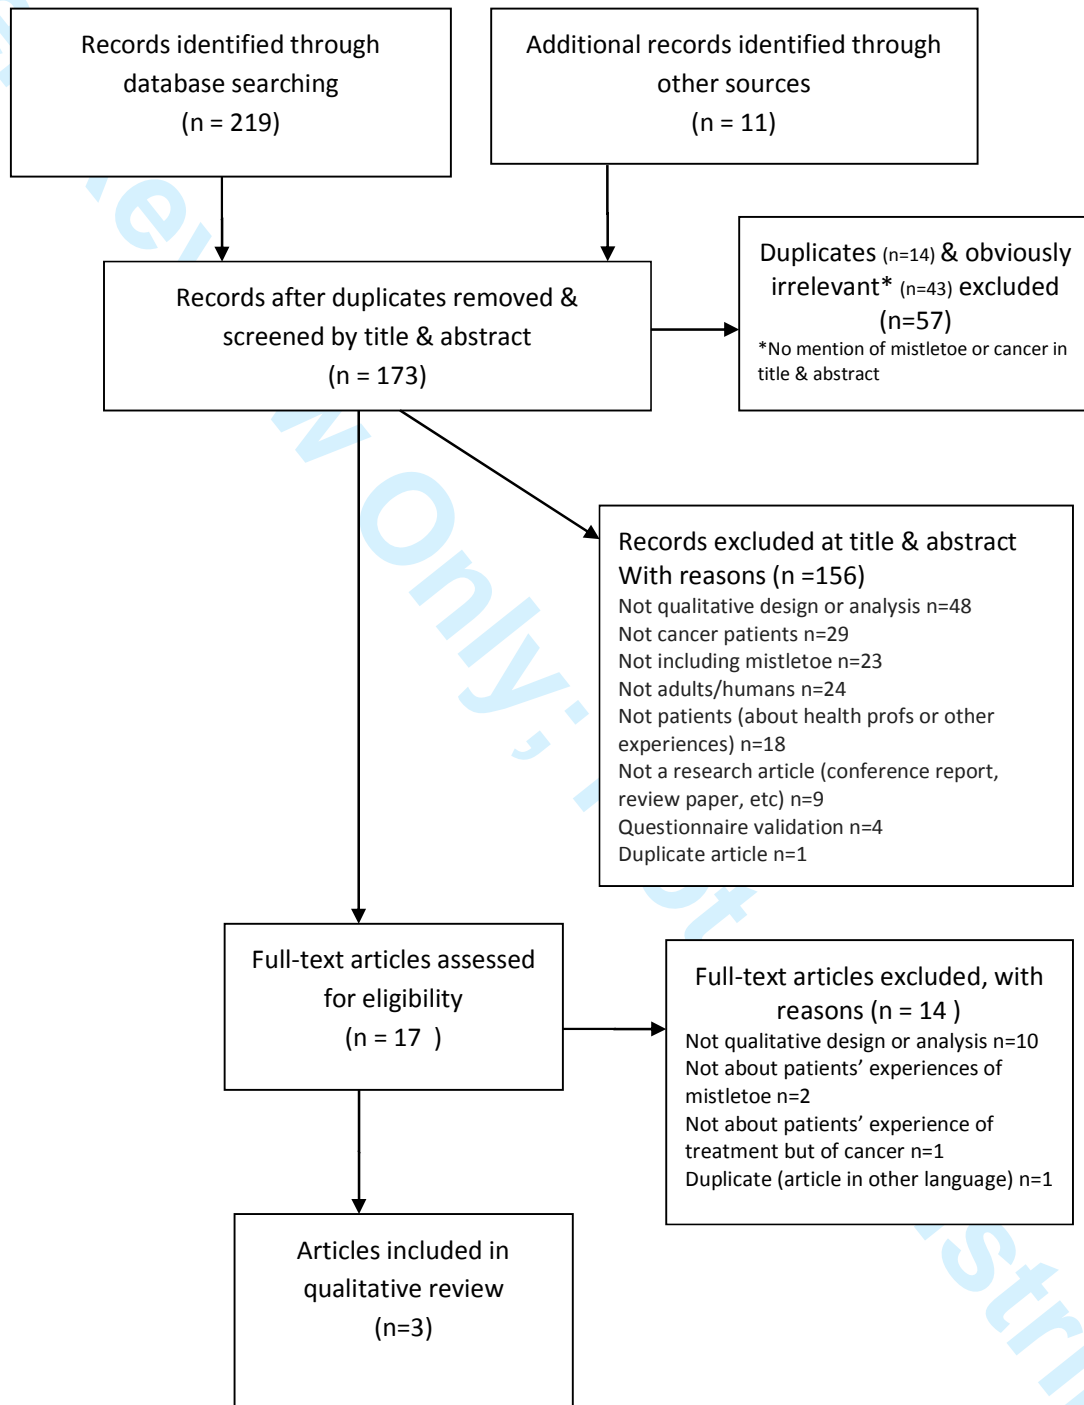 Records identified through
database searching
(n = 219)
Additional records identified through
other sources
(n = 11)
Duplicates (n=14) & obviously
irrelevant* (n=43) excluded
(n=57)
*No mention of mistletoe or cancer in
title & abstract
Records after duplicates removed &
screened by title & abstract
(n = 173)
Records excluded at title & abstract
With reasons (n =156)
Not qualitative design or analysis n=48
Not cancer patients n=29
Not including mistletoe n=23
Not adults/humans n=24
Not patients (about health profs or other
experiences) n=18
Not a research article (conference report,
review paper, etc) n=9
Questionnaire validation n=4
Duplicate article n=1
Full-text articles assessed
for eligibility
(n = 17 )
Full-text articles excluded, with
reasons (n = 14 )
Not qualitative design or analysis n=10
Not about patients’ experiences of
mistletoe n=2
Not about patients’ experience of
treatment but of cancer n=1
Duplicate (article in other language) n=1
Articles included in
qualitative review
(n=3)
Only;